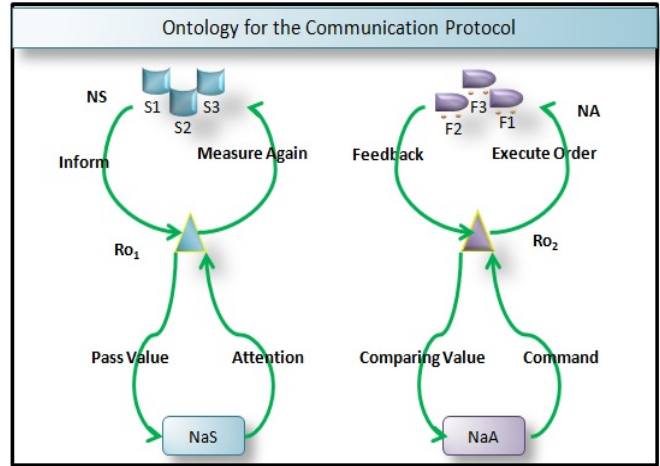 Ontology for the Communication Protocol
NS
S1
S3
S2
Inform
Measure Again
Ro1
Pass Value
Attention
NaS
F3
F2
F1
NA
Feedback
Execute Order
Ro2
Comparing Value
Command
NaA